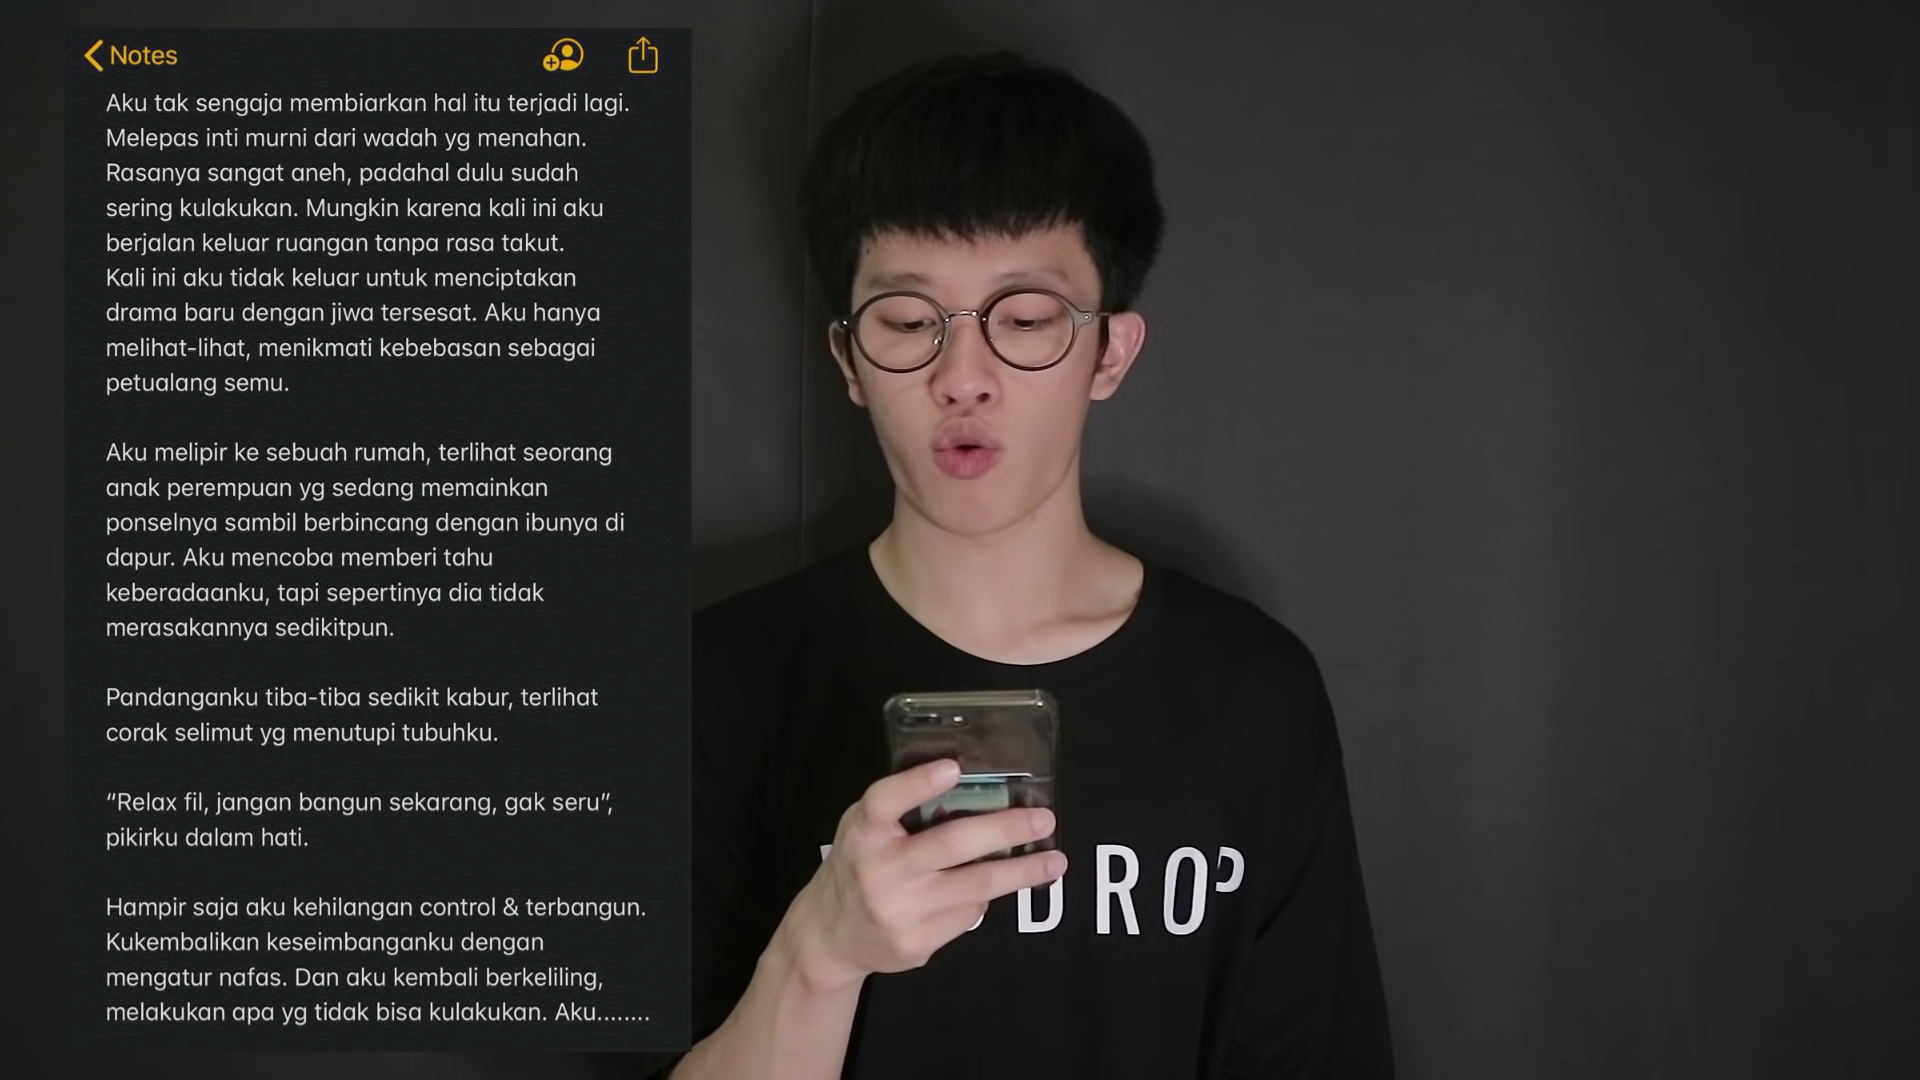 Notes
Aku tak sengaja membiarkan hal itu terjadi lagi.
Melepas inti murni dari wadah yg menahan.
Rasanya sangat aneh, padahal dulu sudah
sering kulakukan. Mungkin karena kali ini aku
berjalan keluar ruangan tanpa rasa takut.
Kali ini aku tidak keluar untuk menciptakan
drama baru dengan jiwa tersesat. Aku hanya
melihat-lihat, menikmati kebebasan sebagai
petualang semu.
Aku melipir ke sebuah rumah, terlihat seorang
anak perempuan yg sedang memainkan
ponselnya sambil berbincang dengan ibunya di
dapur. Aku mencoba memberi tahu
keberadaanku, tapi sepertinya dia tidak
merasakannya sedikitpun.
Pandanganku tiba-tiba sedikit kabur, terlihat
corak selimut yg menutupi tubuhku.
“Relax fil, jangan bangun sekarang, gak seru”,
pikirku dalam hati.
Hampir saja aku kehilangan control & terbangun.
Kukembalikan keseimbanganku dengan
mengatur nafas. Dan aku kembali berkeliling,
melakukan apa yg tidak bisa kulakukan. Aku........